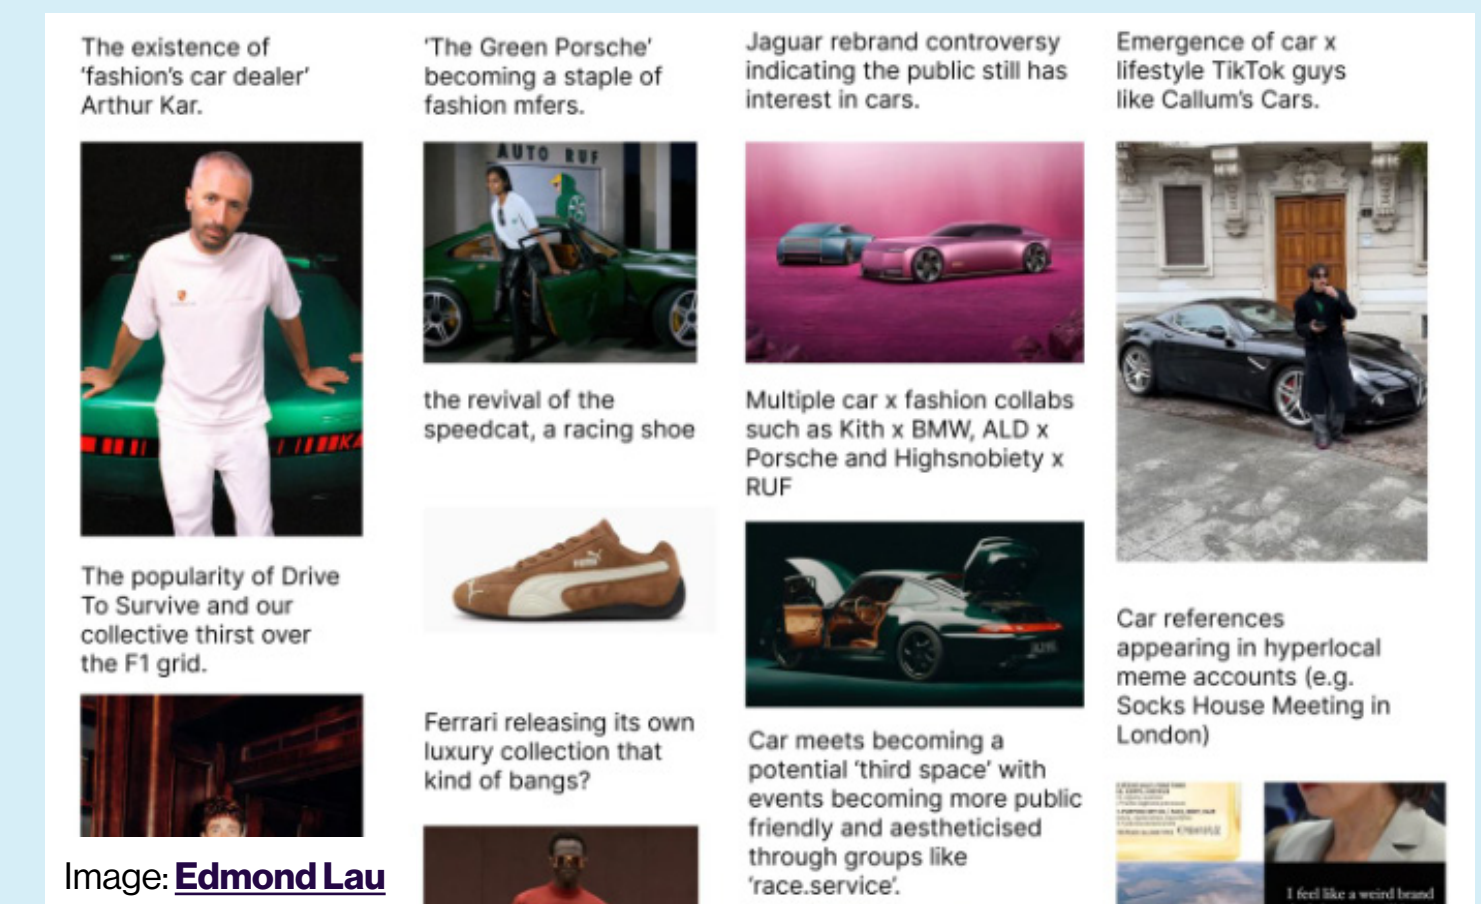 The existence of
'fashion's car dealer'
Arthur Kar.
The popularity of Drive
To Survive and our
collective thirst over
the F1 grid.
Image: Edmond Lau
'The Green Porsche'
becoming a staple of
fashion mfers.
AUTO RUF
the revival of the
speedcat, a racing shoe
PUMA
Ferrari releasing its own
luxury collection that
kind of bangs?
Jaguar rebrand controversy
indicating the public still has
interest in cars.
Multiple car x fashion collabs
such as Kith x BMW, ALD x
Porsche and Highsnobiety x
RUF
Car meets becoming a
potential 'third space' with
events becoming more public
friendly and aestheticised
through groups like
'race.service'.
Emergence of car x
lifestyle TikTok guys
like Callum's Cars.
Car references
appearing in hyperlocal
meme accounts (e.g.
Socks House Meeting in
London)
I feel like a weird brand